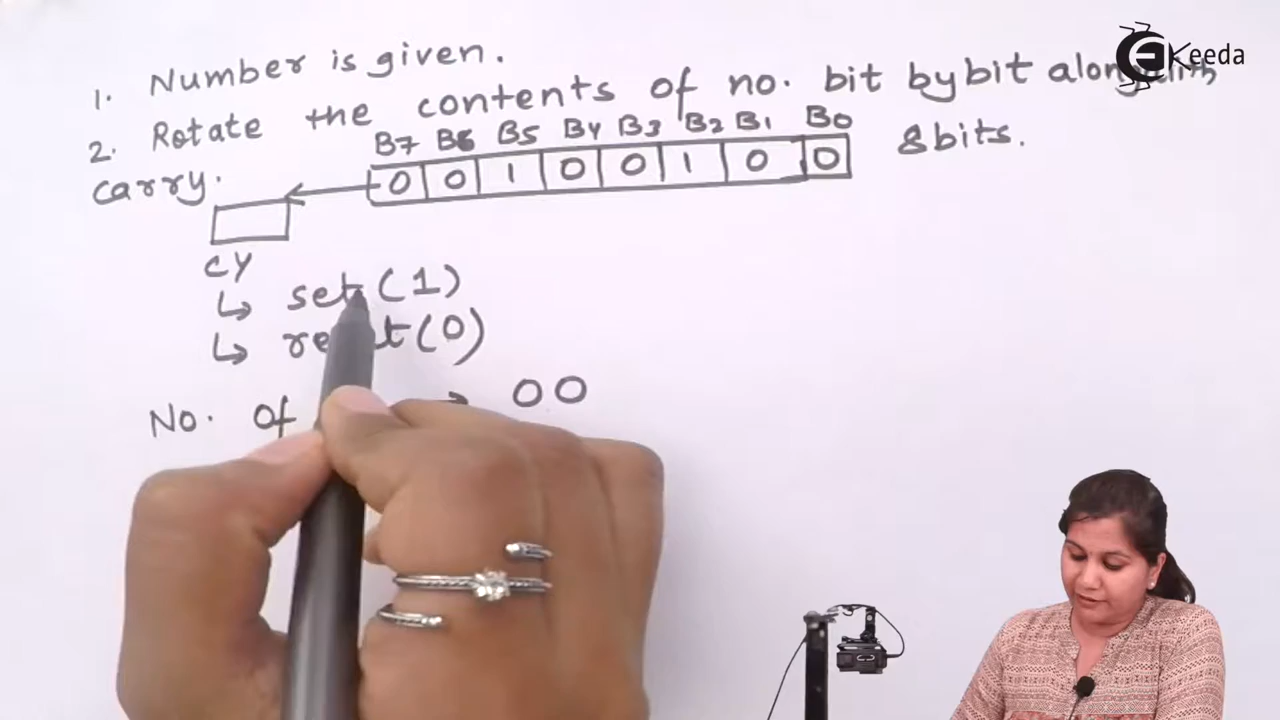 Keeda
1. Number is given.
2. Rotate the contents of no. bit by bit
carry.
B7 B6 B5 B4 B3 B2 B1 B0
0 0 1 0 0 1 0 0 8 bits.
CY
↳ set (1)
↳ (0)
No. of → 00